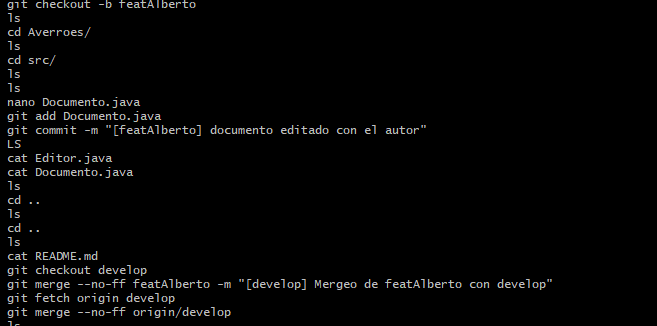 git checkout -b featAlberto
ls
cd Averroes/
ls
cd src/
ls
ls
nano Documento.java
git add Documento.java
git commit -m "[featAlberto] documento editado con el autor"
LS
cat Editor.java
cat Documento.java
ls
cd ..
ls
cd ..
ls
cat README.md
git checkout develop
git merge --no-ff featAlberto -m "[develop] Mergeo de featAlberto con develop"
git fetch origin develop
git merge --no-ff origin/develop
ls